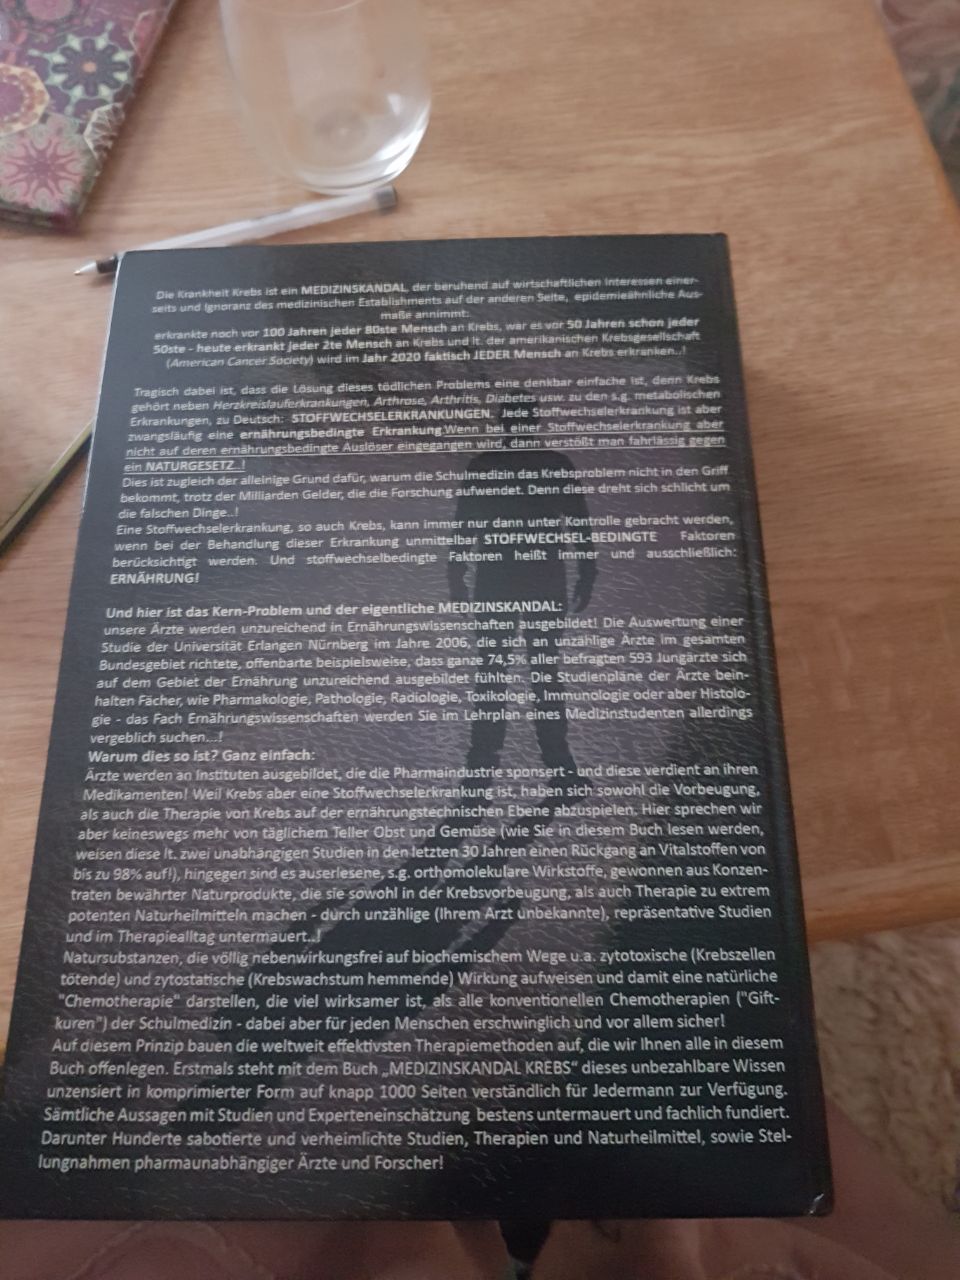 Die Krankheit Krebs ist ein MEDIZINSKANDAL, der beruhend auf wirtschaftlichen Interessen einer-
seits und Ignoranz des medizinischen Establishments auf der anderen Seite, epidemieähnliche Aus-
maße annimmt:
erkrankte noch vor 100 Jahren jeder 80ste Mensch an Krebs, war es vor 50 Jahren schon jeder
50ste - heute erkrankt jeder 2te Mensch an Krebs und lt. der amerikanischen Krebsgesellschaft
(American Cancer Society) wird im Jahr 2020 faktisch JEDER Mensch an Krebs erkranken..!
Tragisch dabei ist, dass die Lösung dieses tödlichen Problems eine denkbar einfache ist, denn Krebs
gehört neben Herzkreislauferkrankungen, Arthrose, Arthritis, Diabetes usw. zu den s.g. metabolischen
Erkrankungen, zu Deutsch: STOFFWECHSELERKRANKUNGEN. Jede Stoffwechselerkrankung ist aber
zwangsläufig eine ernährungsbedingte Erkrankung.Wenn bei einer Stoffwechselerkrankung aber
nicht auf deren ernährungsbedingte Auslöser eingegangen wird, dann verstößt man fahrlässig gegen
ein NATURGESETZ..!
Dies ist zugleich der alleinige Grund dafür, warum die Schulmedizin das Krebsproblem nicht in den Griff
bekommt, trotz der Milliarden Gelder, die die Forschung aufwendet. Denn diese dreht sich schlicht um
die falschen Dinge..!
Eine Stoffwechselerkrankung, so auch Krebs, kann immer nur dann unter Kontrolle gebracht werden,
wenn bei der Behandlung dieser Erkrankung unmittelbar STOFFWECHSEL-BEDINGTE Faktoren
berücksichtigt werden. Und stoffwechselbedingte Faktoren heißt immer und ausschließlich:
ERNÄHRUNG!
Und hier ist das Kern-Problem und der eigentliche MEDIZINSKANDAL:
unsere Ärzte werden unzureichend in Ernährungswissenschaften ausgebildet! Die Auswertung einer
Studie der Universität Erlangen Nürnberg im Jahre 2006, die sich an unzählige Ärzte im gesamten
Bundesgebiet richtete, offenbarte beispielsweise, dass ganze 74,5% aller befragten 593 Jungärzte sich
auf dem Gebiet der Ernährung unzureichend ausgebildet fühlten. Die Studienpläne der Ärzte bein-
halten Fächer, wie Pharmakologie, Pathologie, Radiologie, Toxikologie, Immunologie oder aber Histolo-
gie - das Fach Ernährungswissenschaften werden Sie im Lehrplan eines Medizinstudenten allerdings
vergeblich suchen...!
Warum dies so ist? Ganz einfach:
Ärzte werden an Instituten ausgebildet, die die Pharmaindustrie sponsert - und diese verdient an ihren
Medikamenten! Weil Krebs aber eine Stoffwechselerkrankung ist, haben sich sowohl die Vorbeugung,
als auch die Therapie von Krebs auf der ernährungstechnischen Ebene abzuspielen. Hier sprechen wir
aber keineswegs mehr von täglichem Teller Obst und Gemüse (wie Sie in diesem Buch lesen werden,
weisen diese lt. zwei unabhängigen Studien in den letzten 30 Jahren einen Rückgang an Vitalstoffen von
bis zu 98% auf!), hingegen sind es auserlesene, s.g. orthomolekulare Wirkstoffe, gewonnen aus Konzen-
traten bewährter Naturprodukte, die sie sowohl in der Krebsvorbeugung, als auch Therapie zu extrem
potenten Naturheilmitteln machen - durch unzählige (Ihrem Arzt unbekannte), repräsentative Studien
und im Therapiealltag untermauert..!
Natursubstanzen, die völlig nebenwirkungsfrei auf biochemischem Wege u.a. zytotoxische (Krebszellen
tötende) und zytostatische (Krebswachstum hemmende) Wirkung aufweisen und damit eine natürliche
"Chemotherapie" darstellen, die viel wirksamer ist, als alle konventionellen Chemotherapien ("Gift-
kuren") der Schulmedizin - dabei aber für jeden Menschen erschwinglich und vor allem sicher!
Auf diesem Prinzip bauen die weltweit effektivsten Therapiemethoden auf, die wir Ihnen alle in diesem
Buch offenlegen. Erstmals steht mit dem Buch „MEDIZINSKANDAL KREBS“ dieses unbezahlbare Wissen
unzensiert in komprimierter Form auf knapp 1000 Seiten verständlich für Jedermann zur Verfügung.
Sämtliche Aussagen mit Studien und Experteneinschätzung bestens untermauert und fachlich fundiert.
Darunter Hunderte sabotierte und verheimlichte Studien, Therapien und Naturheilmittel, sowie Stel-
lungnahmen pharmaunabhängiger Ärzte und Forscher!